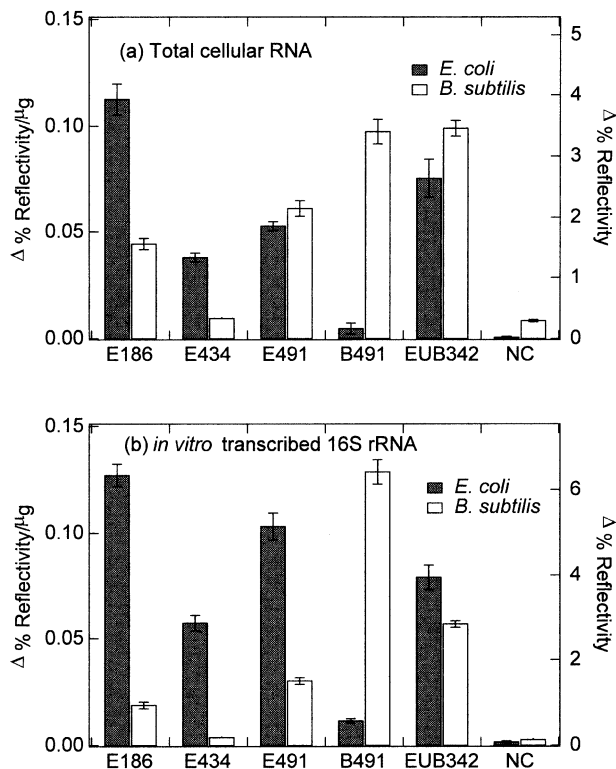 (a) Total cellular RNA
E. coli
B. subtilis
Δ % Reflectivity/µg
0.15
0.10
0.05
0.00
Δ % Reflectivity
5
4
3
2
1
0
E186 E434 E491 B491 EUB342 NC
(b) in vitro transcribed 16S rRNA
E. coli
B. subtilis
Δ % Reflectivity/µg
0.15
0.10
0.05
0.00
Δ % Reflectivity
6
4
2
0
E186 E434 E491 B491 EUB342 NC